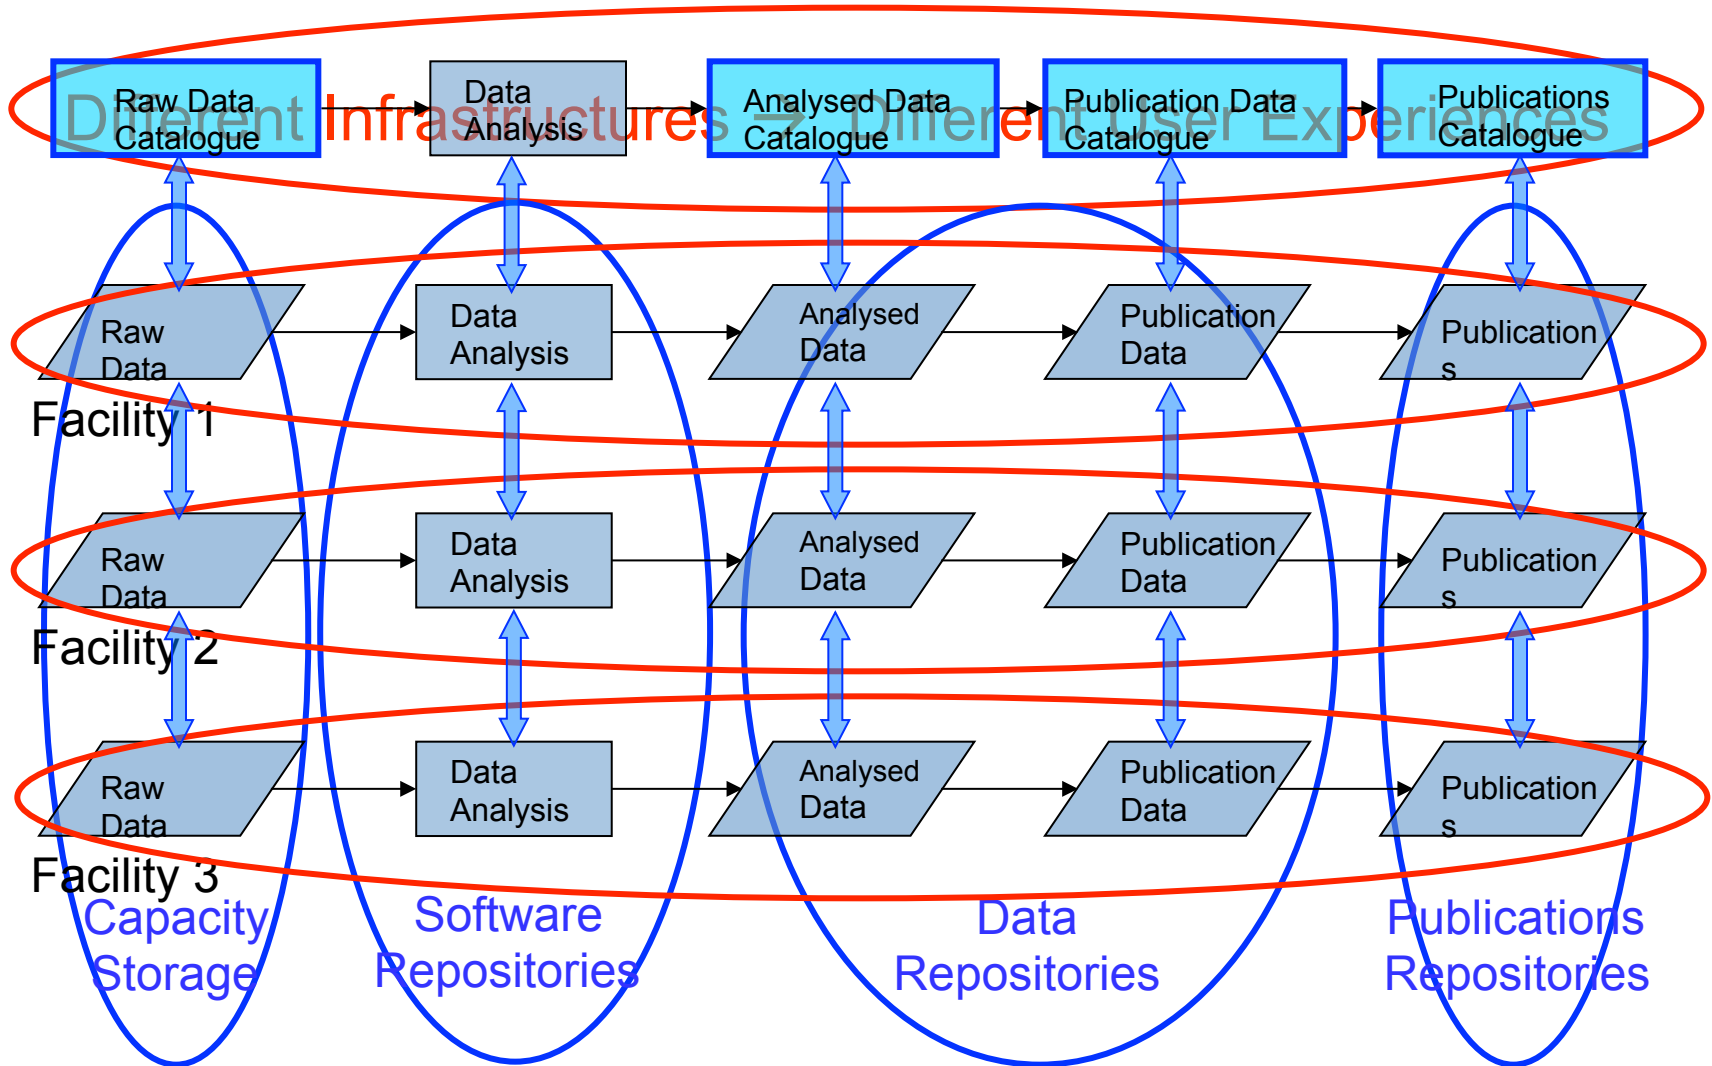 Different Infrastructures → Different User Experiences
Raw Data
Catalogue
Data
Analysis
Analysed Data
Catalogue
Publication Data
Catalogue
Publications
Catalogue
Raw
Data
Data
Analysis
Analysed
Data
Publication
Data
Publication
s
Facility 1
Raw
Data
Data
Analysis
Analysed
Data
Publication
Data
Publication
s
Facility 2
Raw
Data
Data
Analysis
Analysed
Data
Publication
Data
Publication
s
Facility 3
Capacity
Storage
Software
Repositories
Data
Repositories
Publications
Repositories